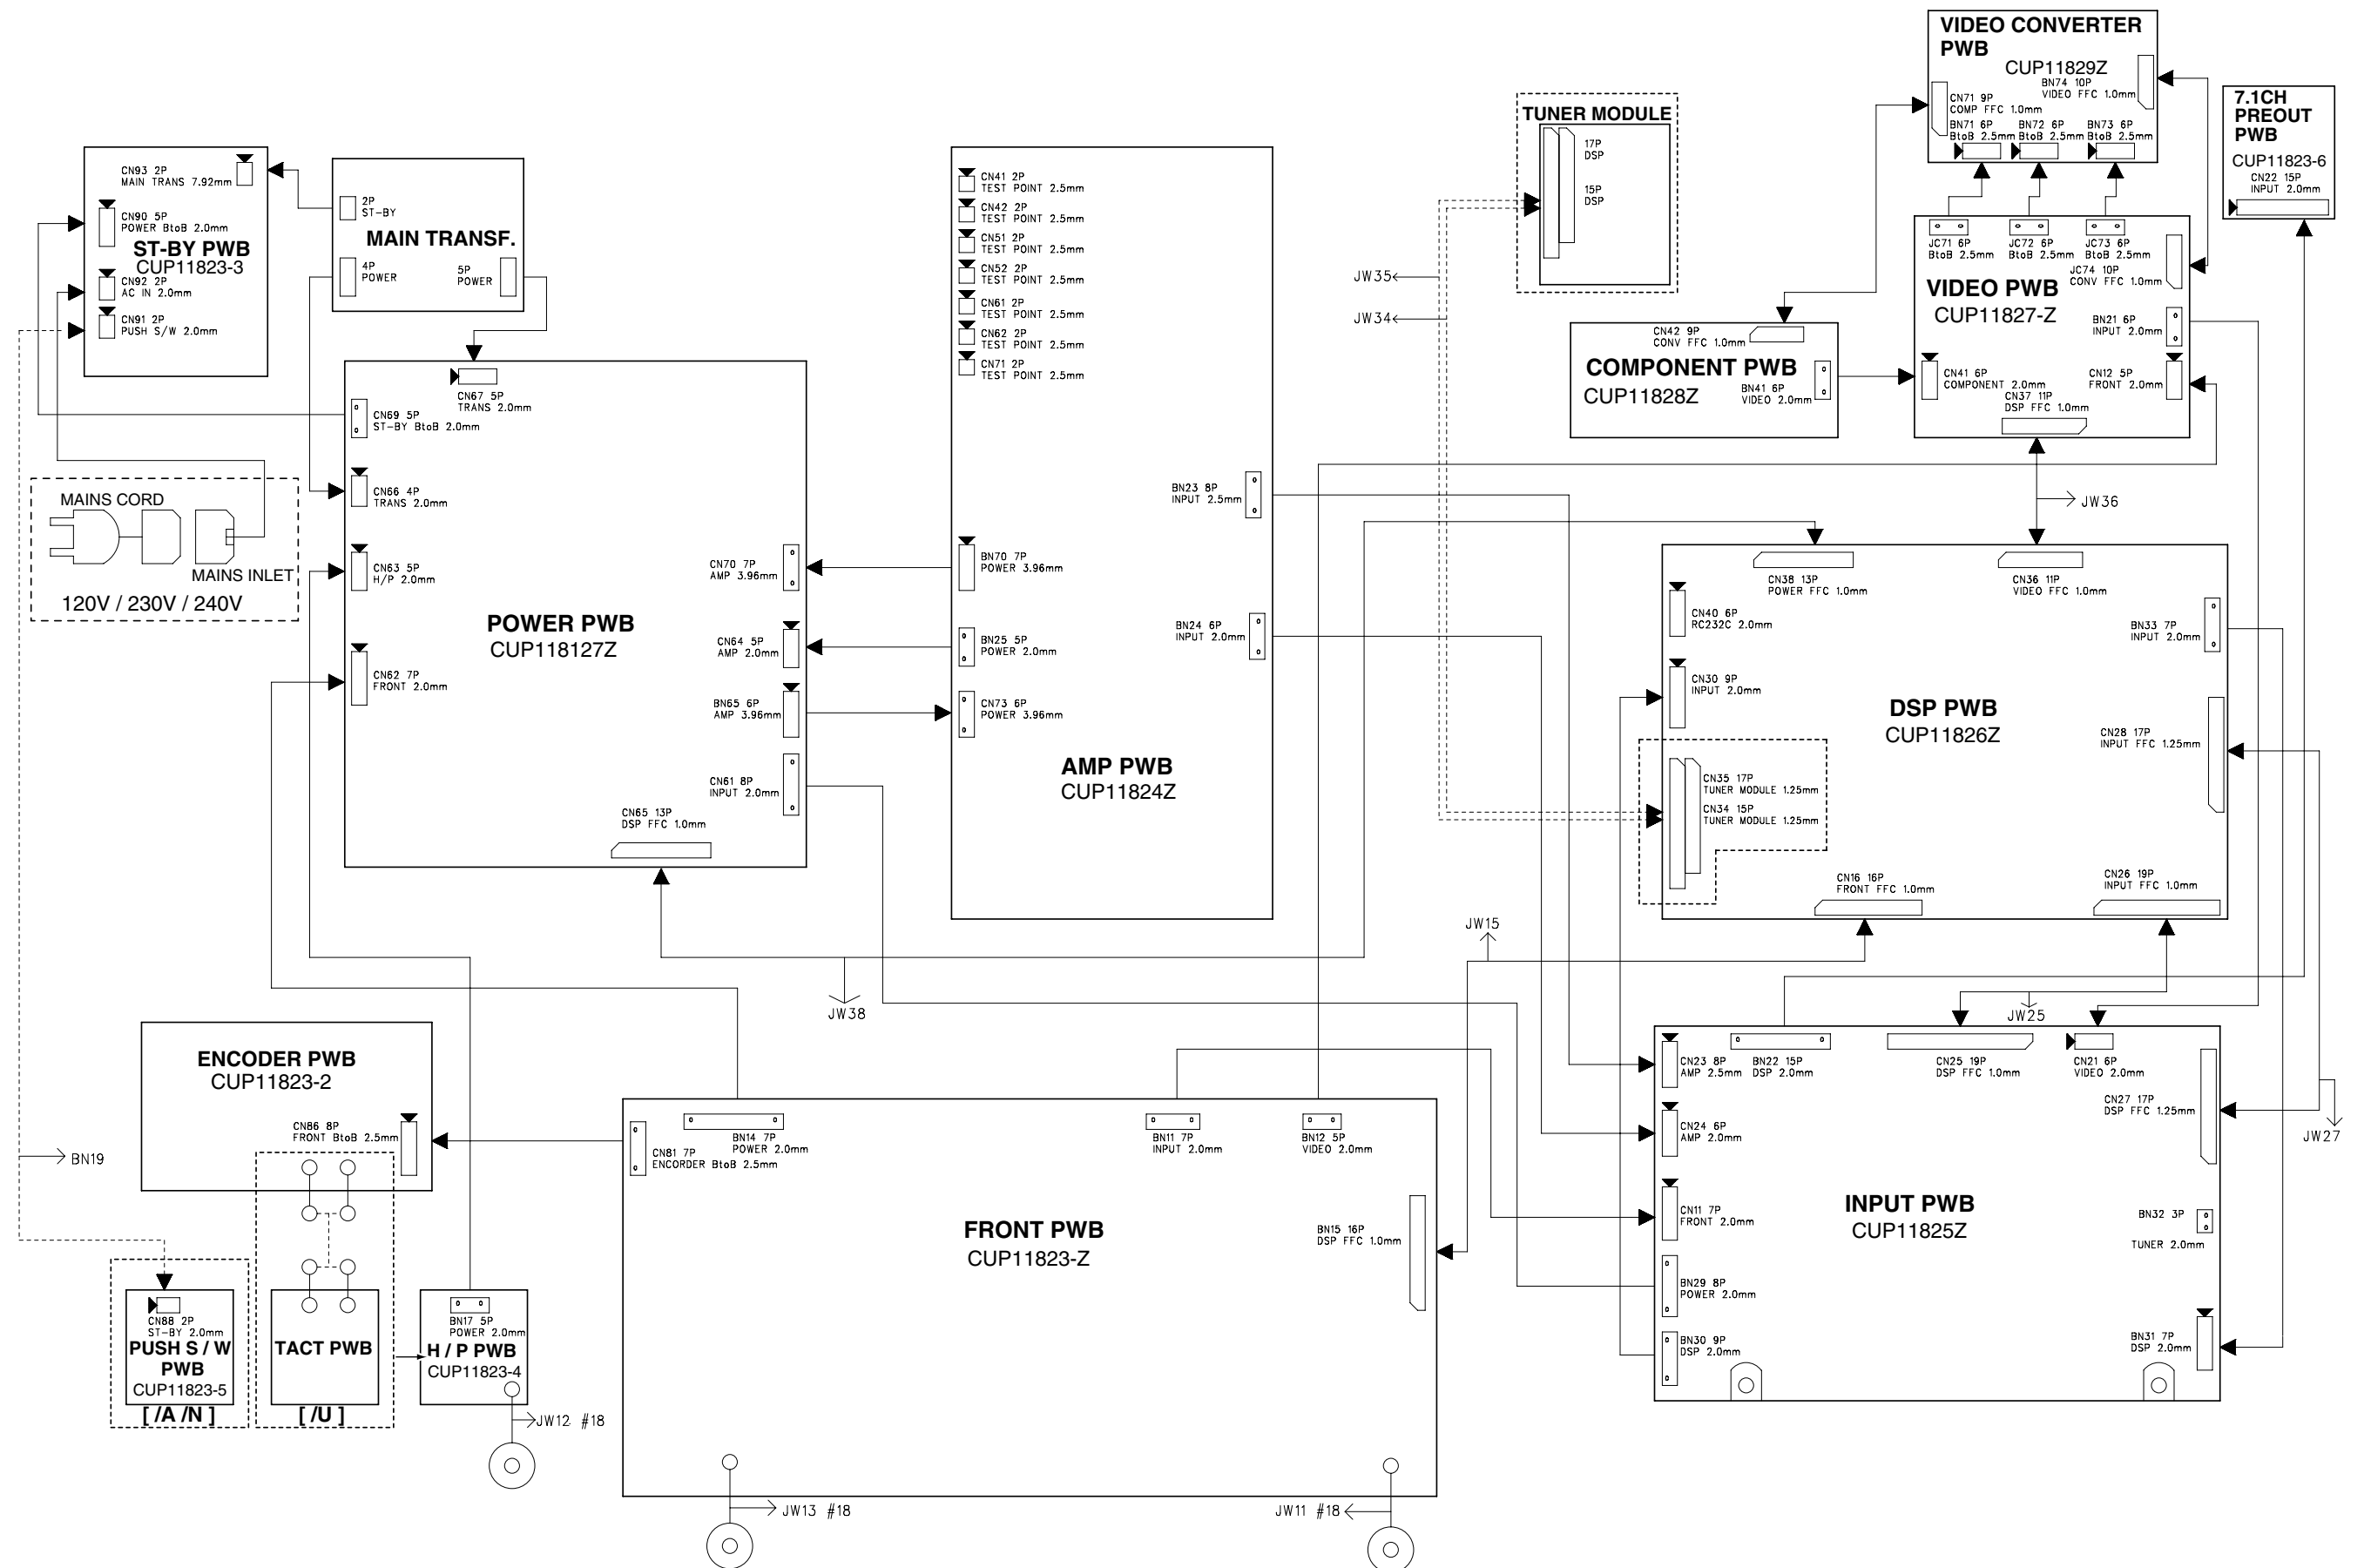 VIDEO CONVERTER
PWB
CUP11829Z
BN74 10P
VIDEO FFC 1.0mm
CN71 9P
COMP FFC 1.0mm
BN71 6P
BtoB 2.5mm
BN72 6P
BtoB 2.5mm
BN73 6P
BtoB 2.5mm
7.1CH
PREOUT
PWB
CUP11823-6
CN22 15P
INPUT 2.0mm
TUNER MODULE
17P
DSP
15P
DSP
CN93 2P
MAIN TRANS 7.92mm
CN90 5P
POWER BtoB 2.0mm
ST-BY PWB
CUP11823-3
CN92 2P
AC IN 2.0mm
CN91 2P
PUSH S/W 2.0mm
2P
ST-BY
MAIN TRANSF.
4P
POWER
5P
POWER
CN41 2P
TEST POINT 2.5mm
CN42 2P
TEST POINT 2.5mm
CN51 2P
TEST POINT 2.5mm
CN52 2P
TEST POINT 2.5mm
CN61 2P
TEST POINT 2.5mm
CN62 2P
TEST POINT 2.5mm
CN71 2P
TEST POINT 2.5mm
JW35
JW34
JC71 6P
BtoB 2.5mm
JC72 6P
BtoB 2.5mm
JC73 6P
BtoB 2.5mm
JC74 10P
CONV FFC 1.0mm
VIDEO PWB
CUP11827-Z
BN21 6P
INPUT 2.0mm
CN41 6P
COMPONENT 2.0mm
CN12 5P
FRONT 2.0mm
CN37 11P
DSP FFC 1.0mm
CN42 9P
CONV FFC 1.0mm
COMPONENT PWB
CUP11828Z
BN41 6P
VIDEO 2.0mm
CN67 5P
TRANS 2.0mm
CN69 5P
ST-BY BtoB 2.0mm
CN66 4P
TRANS 2.0mm
CN63 5P
H/P 2.0mm
CN62 7P
FRONT 2.0mm
POWER PWB
CUP118127Z
CN70 7P
AMP 3.96mm
CN64 5P
AMP 2.0mm
BN65 6P
AMP 3.96mm
CN61 8P
INPUT 2.0mm
CN65 13P
DSP FFC 1.0mm
MAINS CORD
MAINS INLET
120V / 230V / 240V
BN23 8P
INPUT 2.5mm
BN70 7P
POWER 3.96mm
BN25 5P
POWER 2.0mm
BN24 6P
INPUT 2.0mm
CN73 6P
POWER 3.96mm
AMP PWB
CUP11824Z
JW36
CN38 13P
POWER FFC 1.0mm
CN36 11P
VIDEO FFC 1.0mm
CN40 6P
RC232C 2.0mm
BN33 7P
INPUT 2.0mm
CN30 9P
INPUT 2.0mm
DSP PWB
CUP11826Z
CN28 17P
INPUT FFC 1.25mm
CN35 17P
TUNER MODULE 1.25mm
CN34 15P
TUNER MODULE 1.25mm
CN16 16P
FRONT FFC 1.0mm
CN26 19P
INPUT FFC 1.0mm
JW15
JW38
JW25
JW27
BN19
ENCODER PWB
CUP11823-2
CN86 8P
FRONT BtoB 2.5mm
CN81 7P
ENCORDER BtoB 2.5mm
BN14 7P
POWER 2.0mm
BN11 7P
INPUT 2.0mm
BN12 5P
VIDEO 2.0mm
BN15 16P
DSP FFC 1.0mm
FRONT PWB
CUP11823-Z
CN23 8P
AMP 2.5mm
BN22 15P
DSP 2.0mm
CN25 19P
DSP FFC 1.0mm
CN21 6P
VIDEO 2.0mm
CN27 17P
DSP FFC 1.25mm
CN24 6P
AMP 2.0mm
CN11 7P
FRONT 2.0mm
INPUT PWB
CUP11825Z
BN32 3P
TUNER 2.0mm
BN29 8P
POWER 2.0mm
BN30 9P
DSP 2.0mm
BN31 7P
DSP 2.0mm
CN88 2P
ST-BY 2.0mm
PUSH S / W
PWB
CUP11823-5
[ /A /N ]
TACT PWB
[ /U ]
BN17 5P
POWER 2.0mm
H / P PWB
CUP11823-4
JW12 #18
JW13 #18
JW11 #18